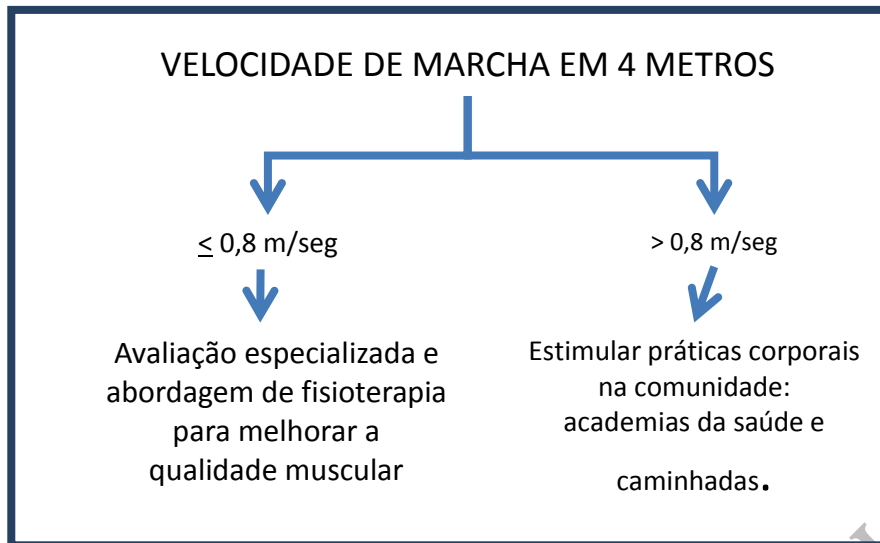 VELOCIDADE DE MARCHA EM 4 METROS
≤ 0,8 m/seg
> 0,8 m/seg
Avaliação especializada e
abordagem de fisioterapia
para melhorar a
qualidade muscular
Estimular práticas corporais
na comunidade:
academias da saúde e
caminhadas.